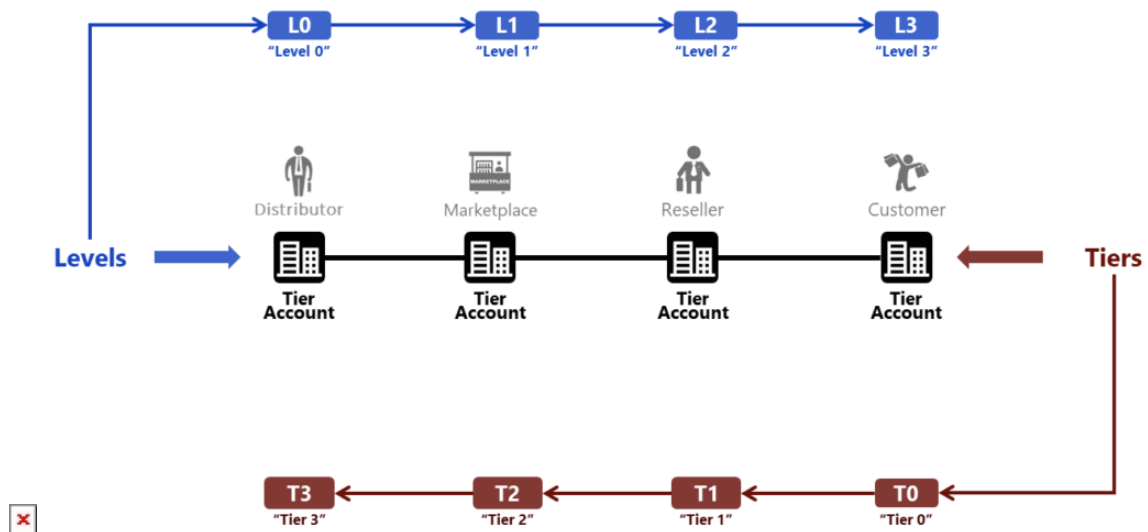 L0 L1 L2 L3
"Level 0" "Level 1" "Level 2" "Level 3"
MARKETPLACE
Distributor Marketplace Reseller Customer
Levels Tiers
Tier Tier Tier Tier
Account Account Account Account
T3 T2 T1 T0
"Tier 3" "Tier 2" "Tier 1" "Tier 0"